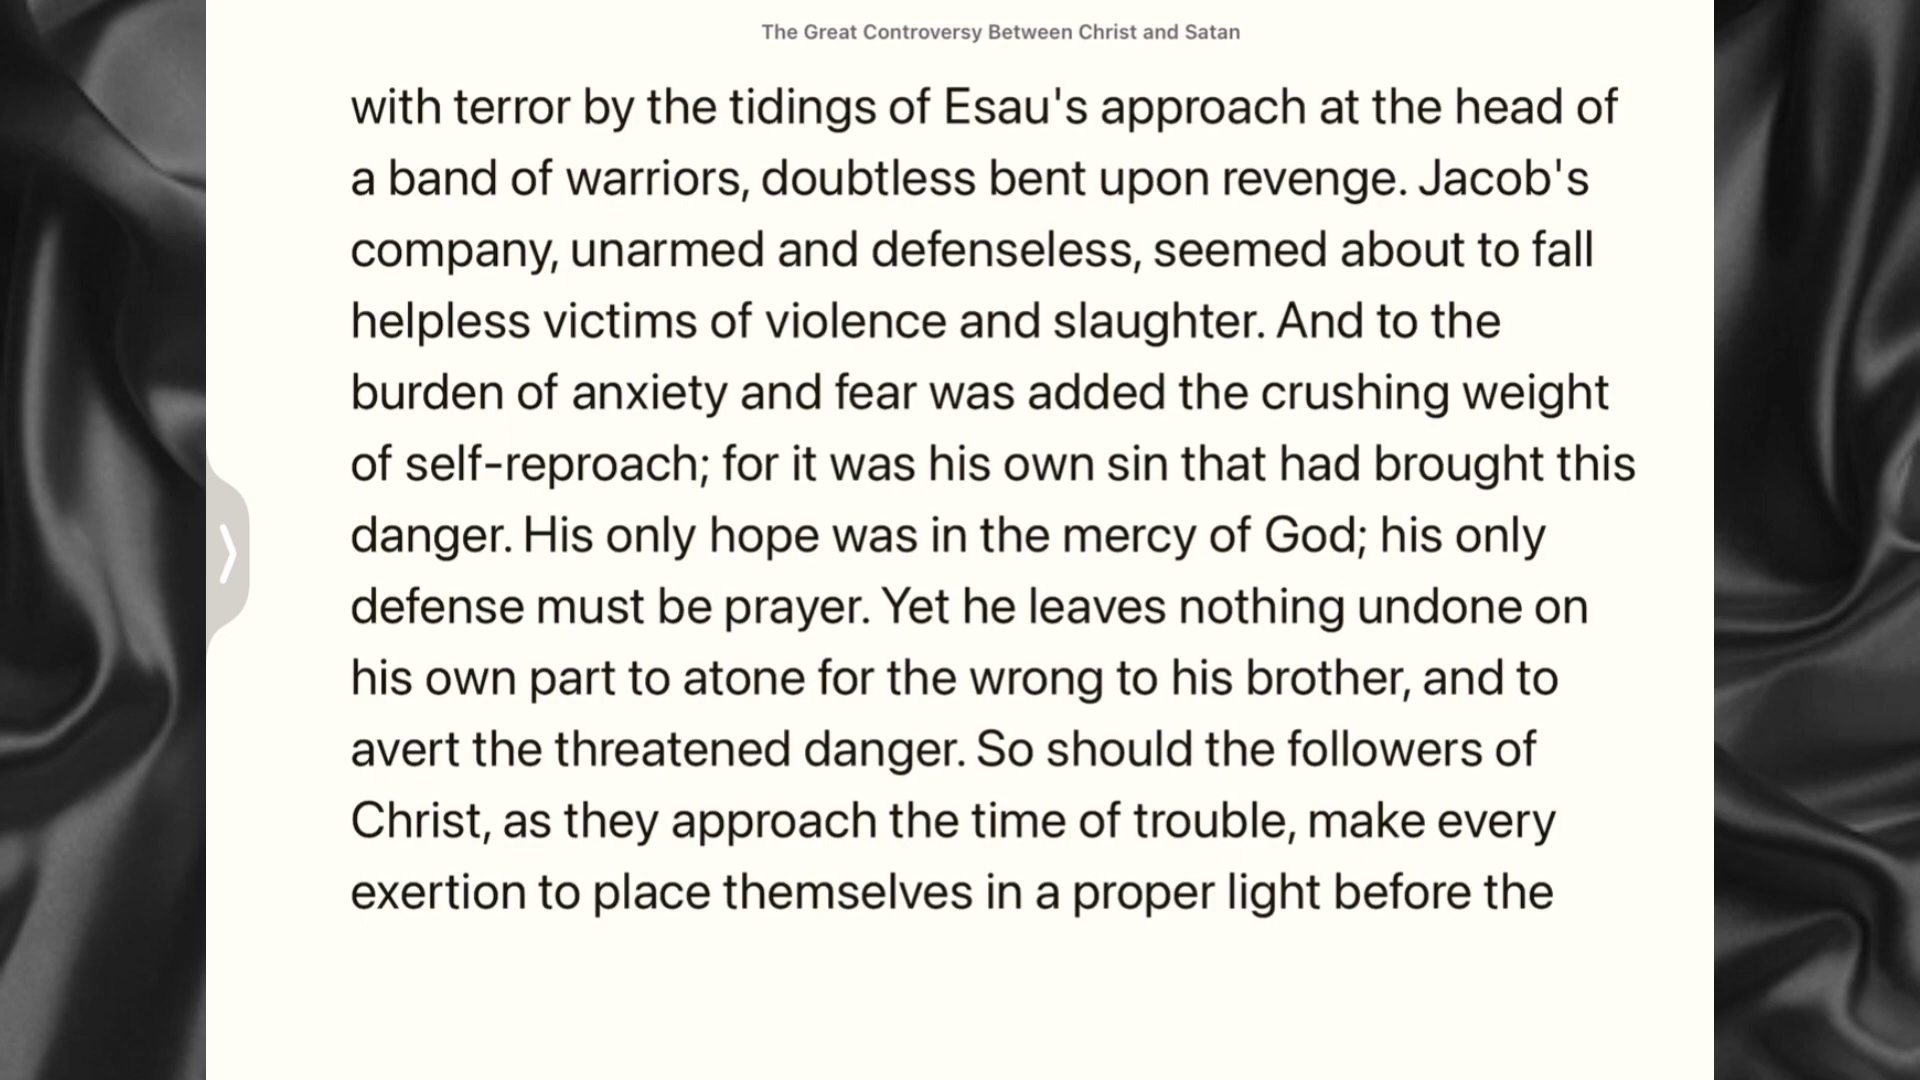 The Great Controversy Between Christ and Satan
with terror by the tidings of Esau's approach at the head of
a band of warriors, doubtless bent upon revenge. Jacob's
company, unarmed and defenseless, seemed about to fall
helpless victims of violence and slaughter. And to the
burden of anxiety and fear was added the crushing weight
of self-reproach; for it was his own sin that had brought this
danger. His only hope was in the mercy of God; his only
defense must be prayer. Yet he leaves nothing undone on
his own part to atone for the wrong to his brother, and to
avert the threatened danger. So should the followers of
Christ, as they approach the time of trouble, make every
exertion to place themselves in a proper light before the